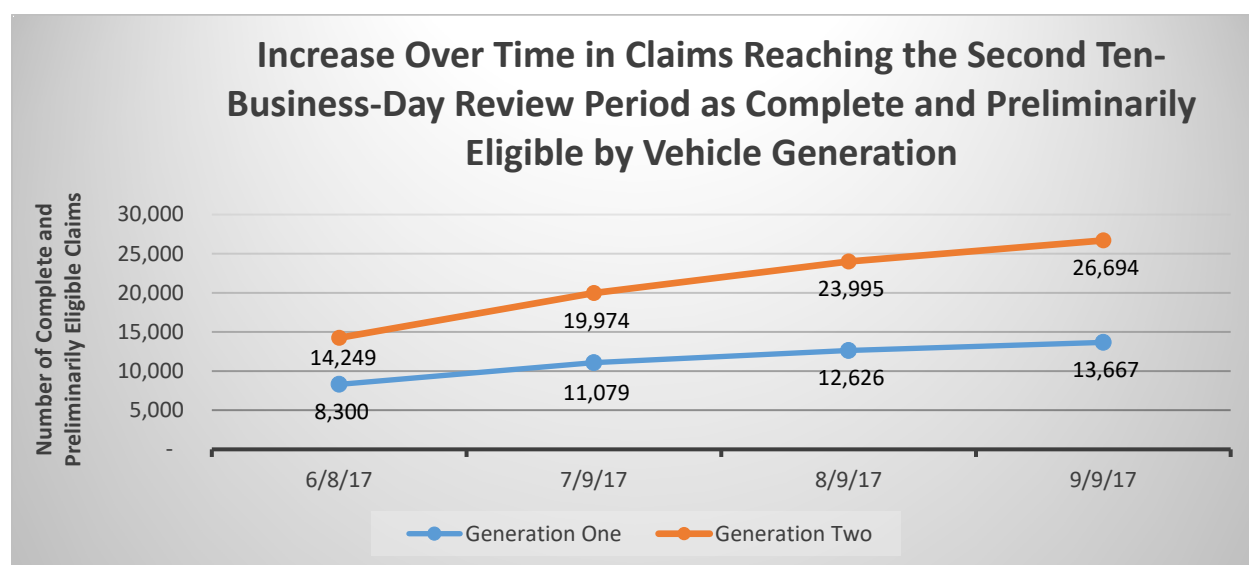 Increase Over Time in Claims Reaching the Second Ten-
Business-Day Review Period as Complete and Preliminarily
Eligible by Vehicle Generation
Number of Complete and
Preliminarily Eligible Claims
30,000
25,000
20,000
15,000
10,000
5,000
-
14,249
19,974
23,995
26,694
8,300
11,079
12,626
13,667
6/8/17
7/9/17
8/9/17
9/9/17
Generation One
Generation Two